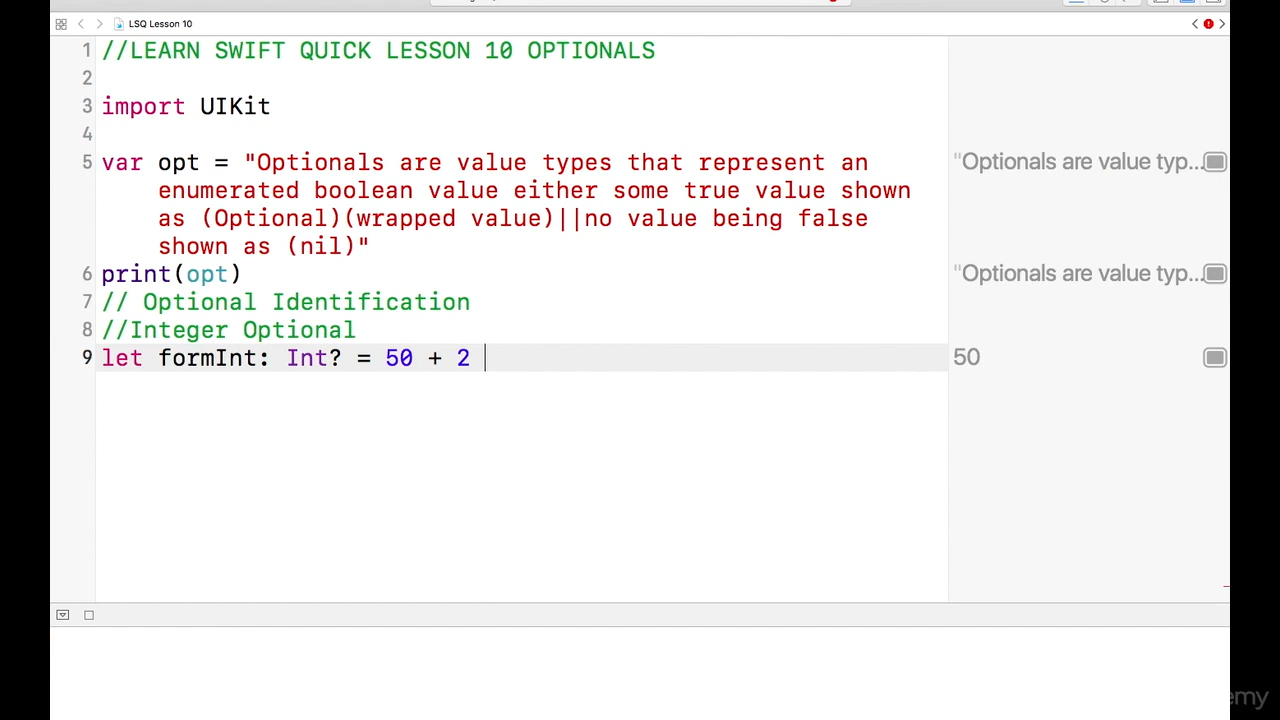 LSQ Lesson 10
1 //LEARN SWIFT QUICK LESSON 10 OPTIONALS
2
3 import UIKit
4
5 var opt = "Optionals are value types that represent an "Optionals are value typ...
enumerated boolean value either some true value shown
as (Optional)(wrapped value)||no value being false
shown as (nil)"
6 print(opt) "Optionals are value typ...
7 // Optional Identification
8 //Integer Optional
9 let formInt: Int? = 50 + 2 50
emy